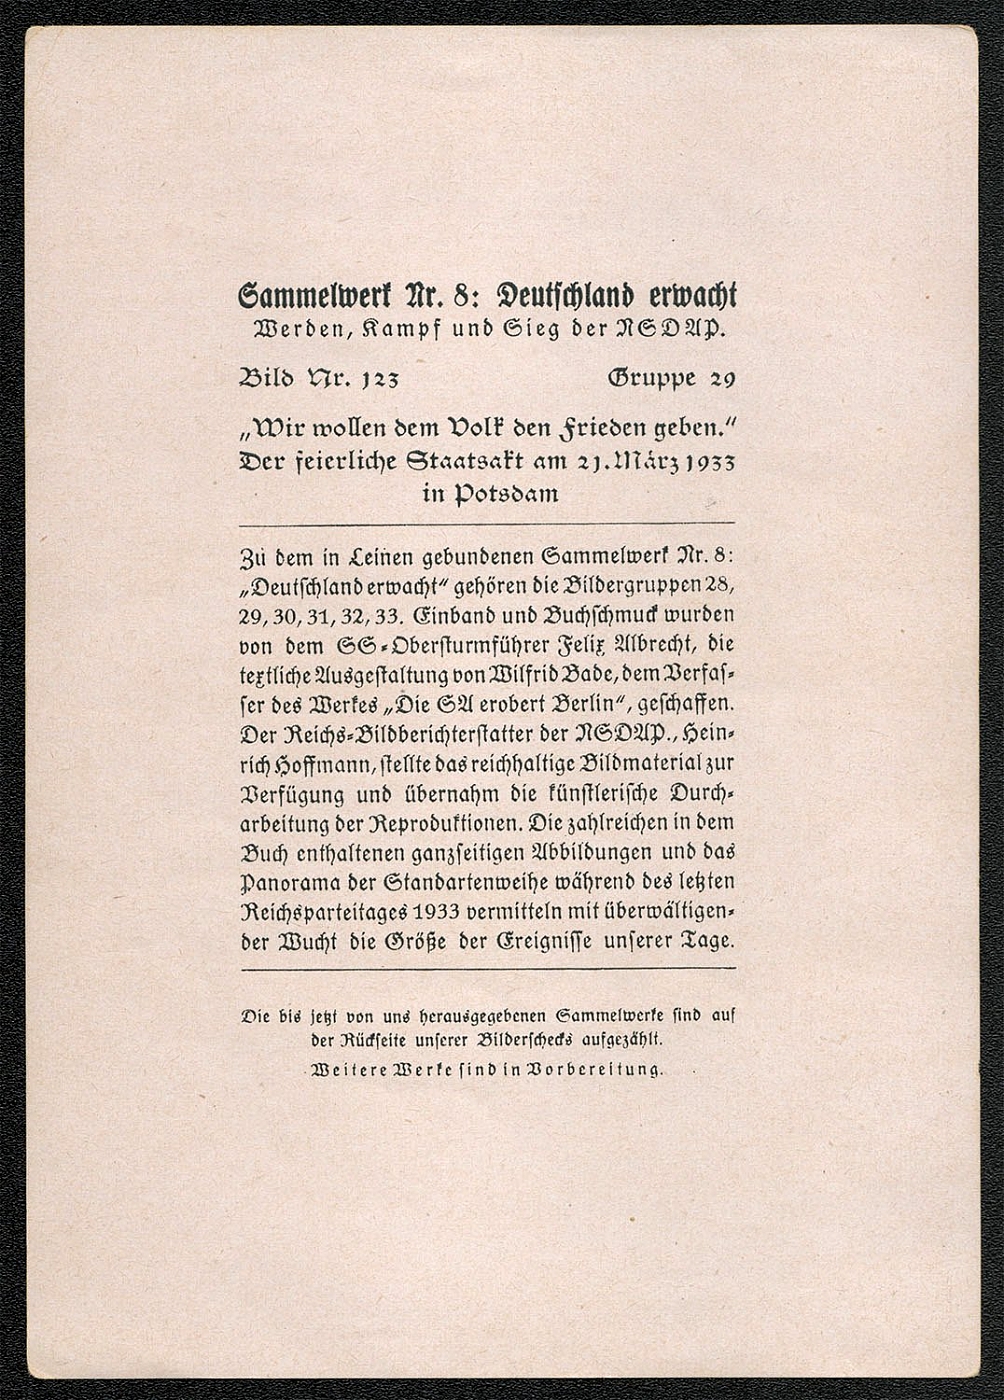 Sammelwerk Nr. 8: Deutschland erwacht
Werden, Kampf und Sieg der NSDAP.
Bild Nr. 123 Gruppe 29
„Wir wollen dem Volk den Frieden geben.“
Der feierliche Staatsakt am 21. März 1933
in Potsdam
Zu dem in Leinen gebundenen Sammelwerk Nr. 8:
„Deutschland erwacht“ gehören die Bildergruppen 28,
29, 30, 31, 32, 33. Einband und Buchschmuck wurden
von dem SS-Obersturmführer Felix Albrecht, die
textliche Ausgestaltung von Wilfrid Bade, dem Verfas-
ser des Werkes „Die SA erobert Berlin“, geschaffen.
Der Reichs-Bildberichterstatter der NSDAP., Hein-
rich Hoffmann, stellte das reichhaltige Bildmaterial zur
Verfügung und übernahm die künstlerische Durch-
arbeitung der Reproduktionen. Die zahlreichen in dem
Buch enthaltenen ganzseitigen Abbildungen und das
Panorama der Standartenweihe während des letzten
Reichsparteitages 1933 vermitteln mit überwältigen-
der Wucht die Größe der Ereignisse unserer Tage.
Die bis jetzt von uns herausgegebenen Sammelwerke sind auf
der Rückseite unserer Bilderschecks aufgezählt.
Weitere Werke sind in Vorbereitung.